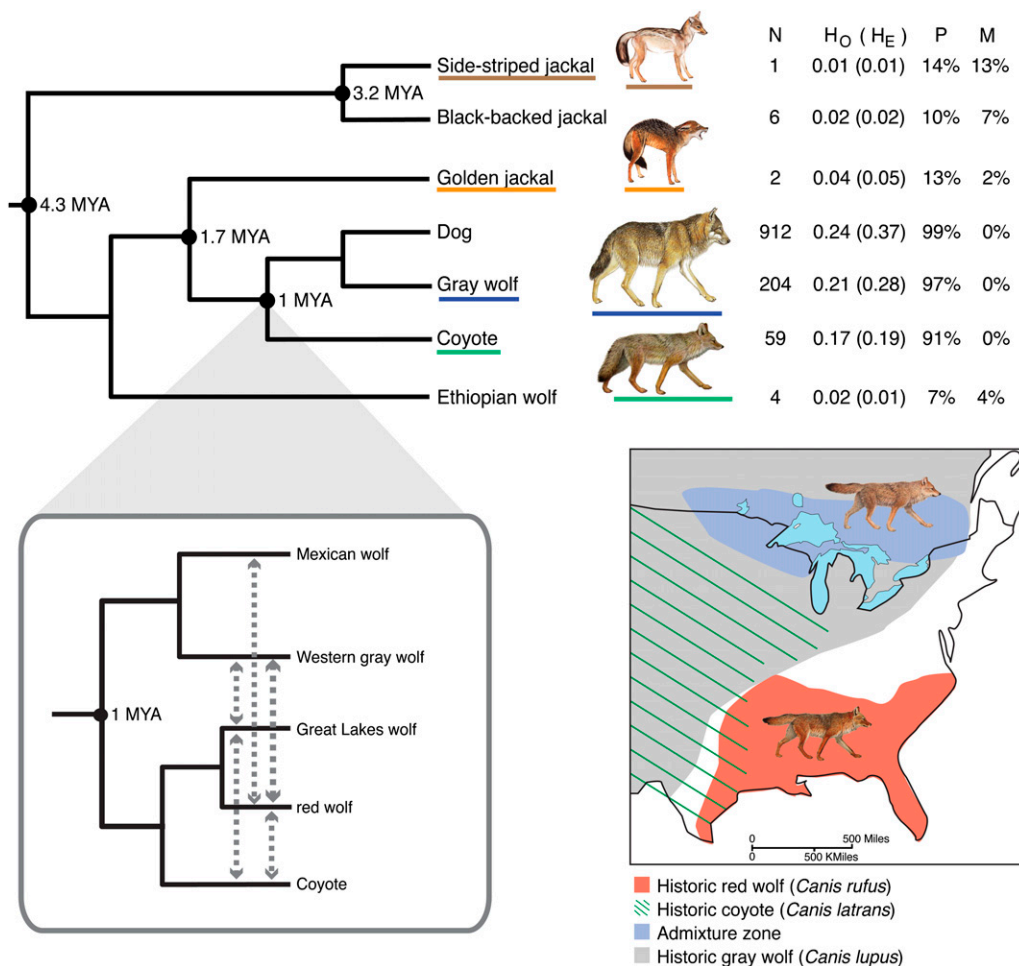 N H_O (H_E) P M
Side-striped jackal 1 0.01 (0.01) 14% 13%
3.2 MYA
Black-backed jackal 6 0.02 (0.02) 10% 7%
Golden jackal 2 0.04 (0.05) 13% 2%
4.3 MYA
Dog 912 0.24 (0.37) 99% 0%
1.7 MYA
Gray wolf 204 0.21 (0.28) 97% 0%
1 MYA
Coyote 59 0.17 (0.19) 91% 0%
Ethiopian wolf 4 0.02 (0.01) 7% 4%
Mexican wolf
Western gray wolf
1 MYA
Great Lakes wolf
red wolf
Coyote
0 500 Miles
0 500 KMiles
Historic red wolf (Canis rufus)
Historic coyote (Canis latrans)
Admixture zone
Historic gray wolf (Canis lupus)